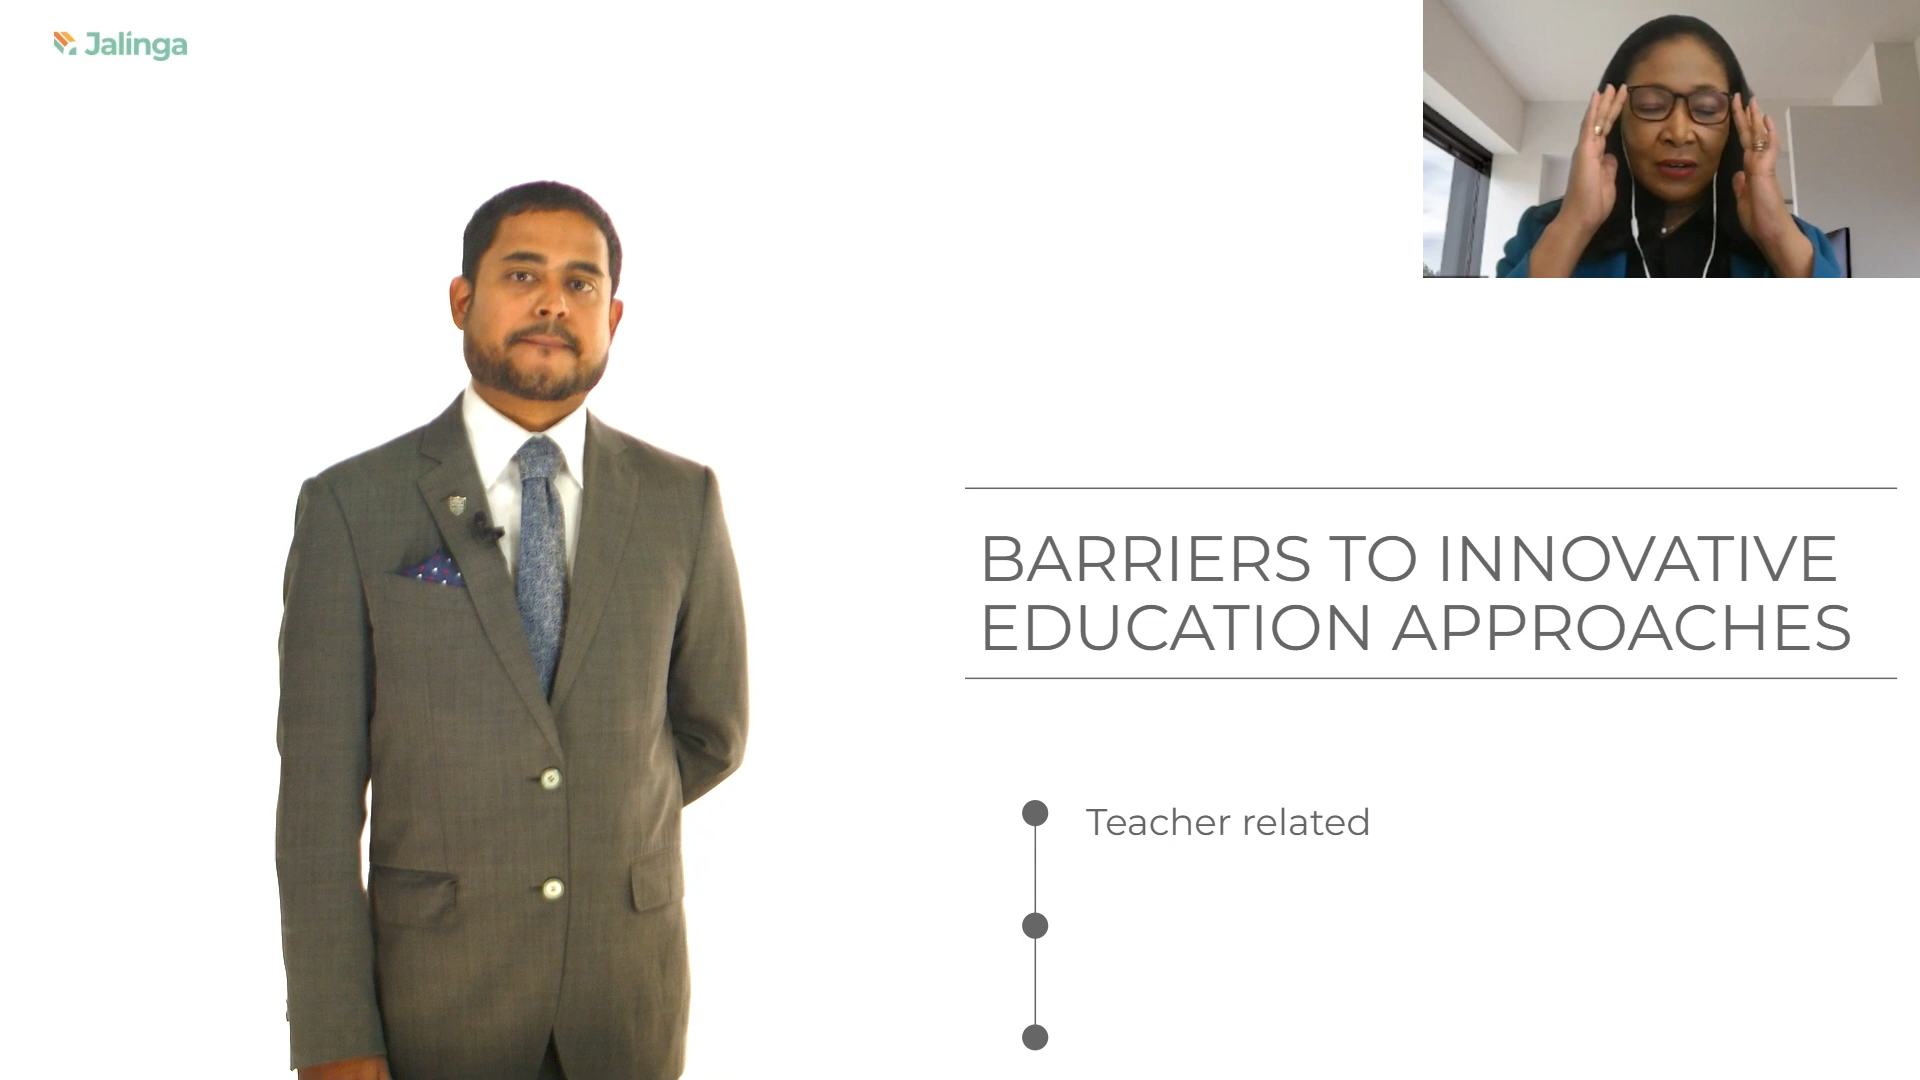 Jalinga
BARRIERS TO INNOVATIVE
EDUCATION APPROACHES
Teacher related